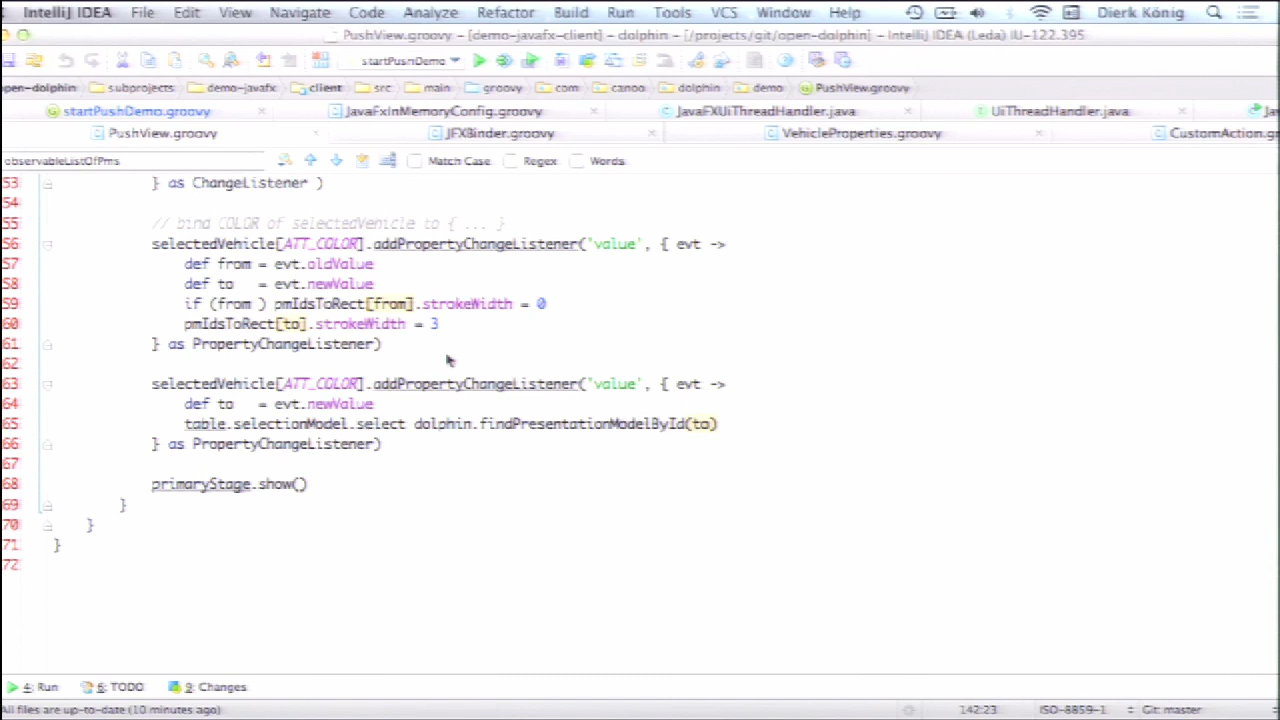 IntelliJ IDEA File Edit View Navigate Code Analyze Refactor Build Run Tools VCS Window Help Dierk König
PushView.groovy – [demo-javafx-client] – dolphin – [/projects/git/open-dolphin] – IntelliJ IDEA (Leda) IU-122.395
startPushDemo
open-dolphin subprojects demo-javafx client src main groovy com canoo dolphin demo PushView.groovy
startPushDemo.groovy JavaFxInMemoryConfig.groovy JavaFXUiThreadHandler.java UiThreadHandler.java
PushView.groovy JFXBinder.groovy VehicleProperties.groovy CustomAction.g
observableListOfPms Match Case Regex Words
53 } as ChangeListener )
54
55 // bind COLOR of selectedVehicle to { ... }
56 selectedVehicle[ATT_COLOR].addPropertyChangeListener('value', { evt ->
57 def from = evt.oldValue
58 def to = evt.newValue
59 if (from ) pmIdsToRect[from].strokeWidth = 0
60 pmIdsToRect[to].strokeWidth = 3
61 } as PropertyChangeListener)
62
63 selectedVehicle[ATT_COLOR].addPropertyChangeListener('value', { evt ->
64 def to = evt.newValue
65 table.selectionModel.select dolphin.findPresentationModelById(to)
66 } as PropertyChangeListener)
67
68 primaryStage.show()
69 }
70 }
71 }
72
4: Run 6: TODO 9: Changes
All files are up-to-date (10 minutes ago) 142:23 ISO-8859-1 Git: master